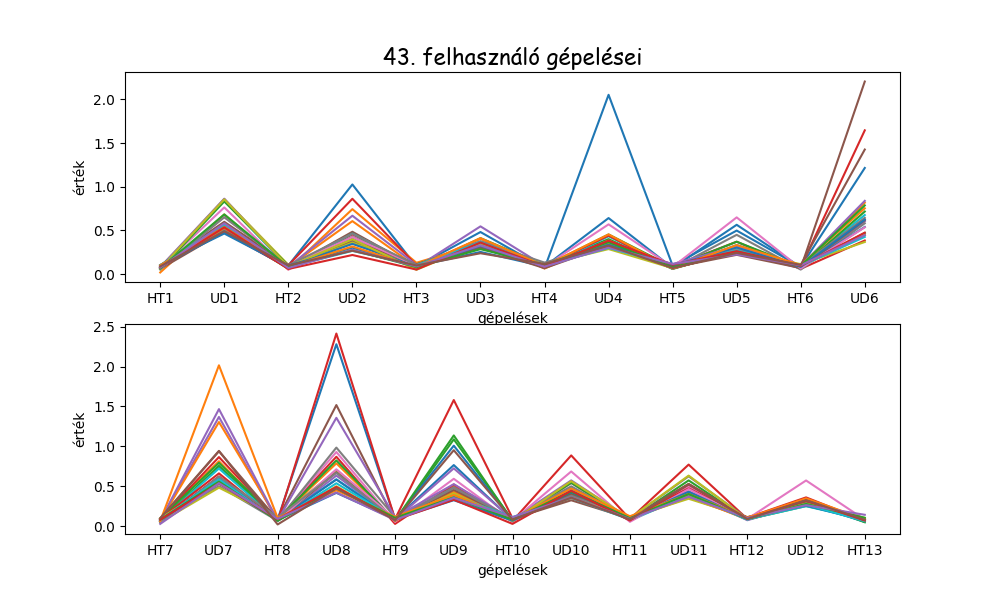 43. felhasználó gépelései
érték
2.0
1.5
1.0
0.5
0.0
HT1 UD1 HT2 UD2 HT3 UD3 HT4 UD4 HT5 UD5 HT6 UD6
gépelések
érték
2.5
2.0
1.5
1.0
0.5
0.0
HT7 UD7 HT8 UD8 HT9 UD9 HT10 UD10 HT11 UD11 HT12 UD12 HT13
gépelések